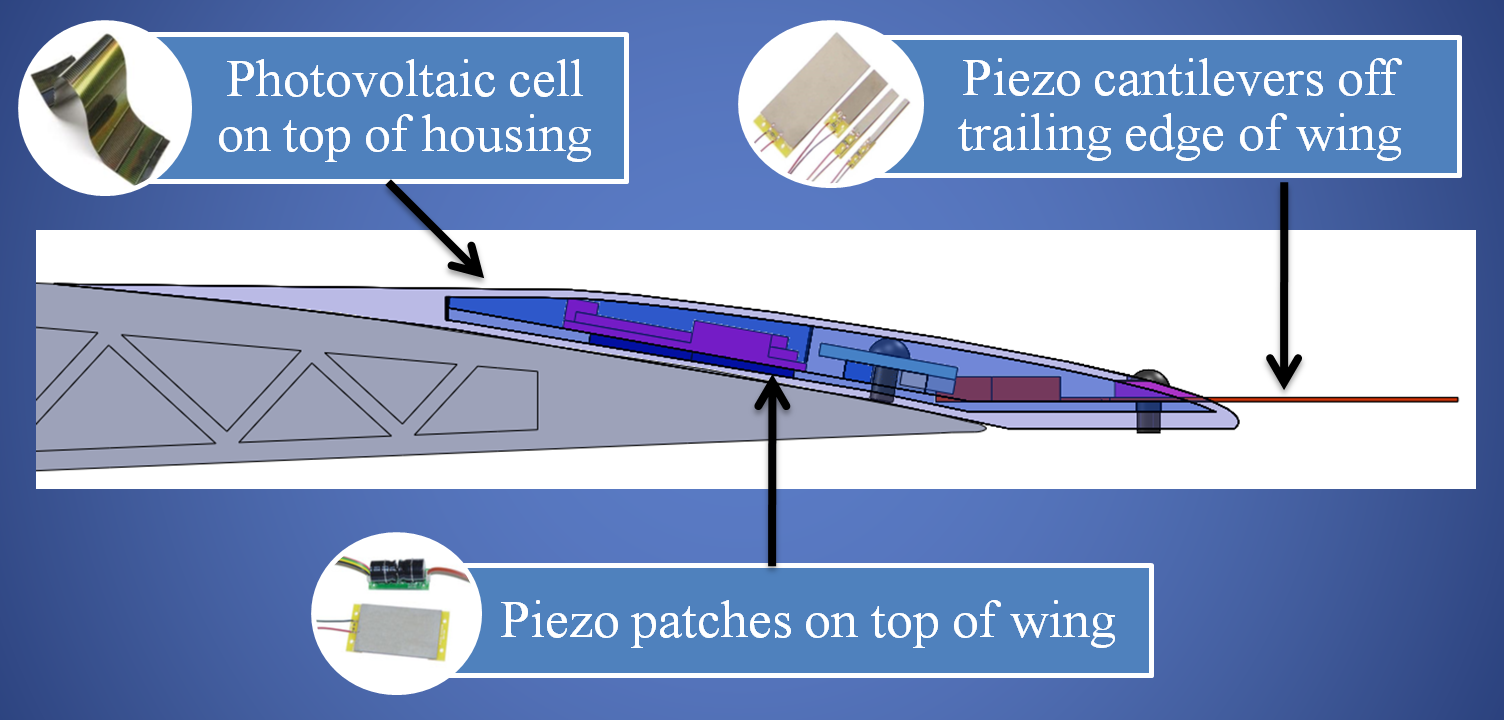 Photovoltaic cell
on top of housing
Piezo cantilevers off
trailing edge of wing
Piezo patches on top of wing